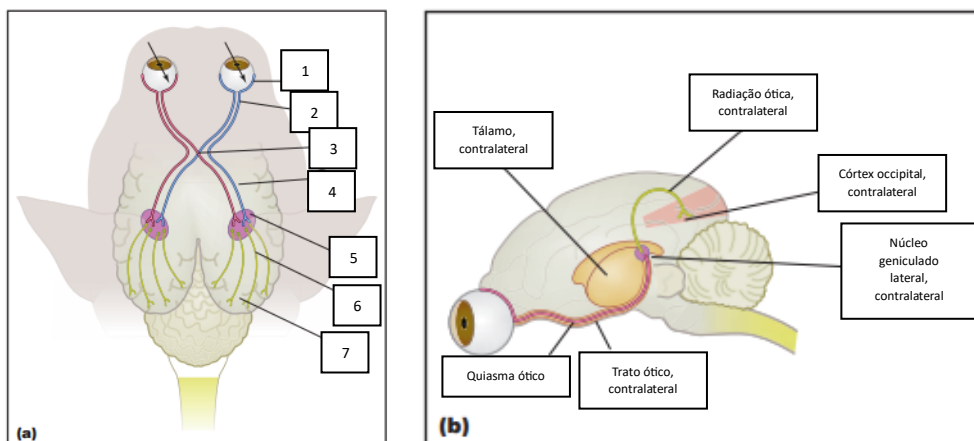 1
2
3
4
5
6
7
(a)
Radiação ótica,
contralateral
Tálamo,
contralateral
Córtex occipital,
contralateral
Núcleo
geniculado
lateral,
contralateral
Quiasma ótico
Trato ótico,
contralateral
(b)